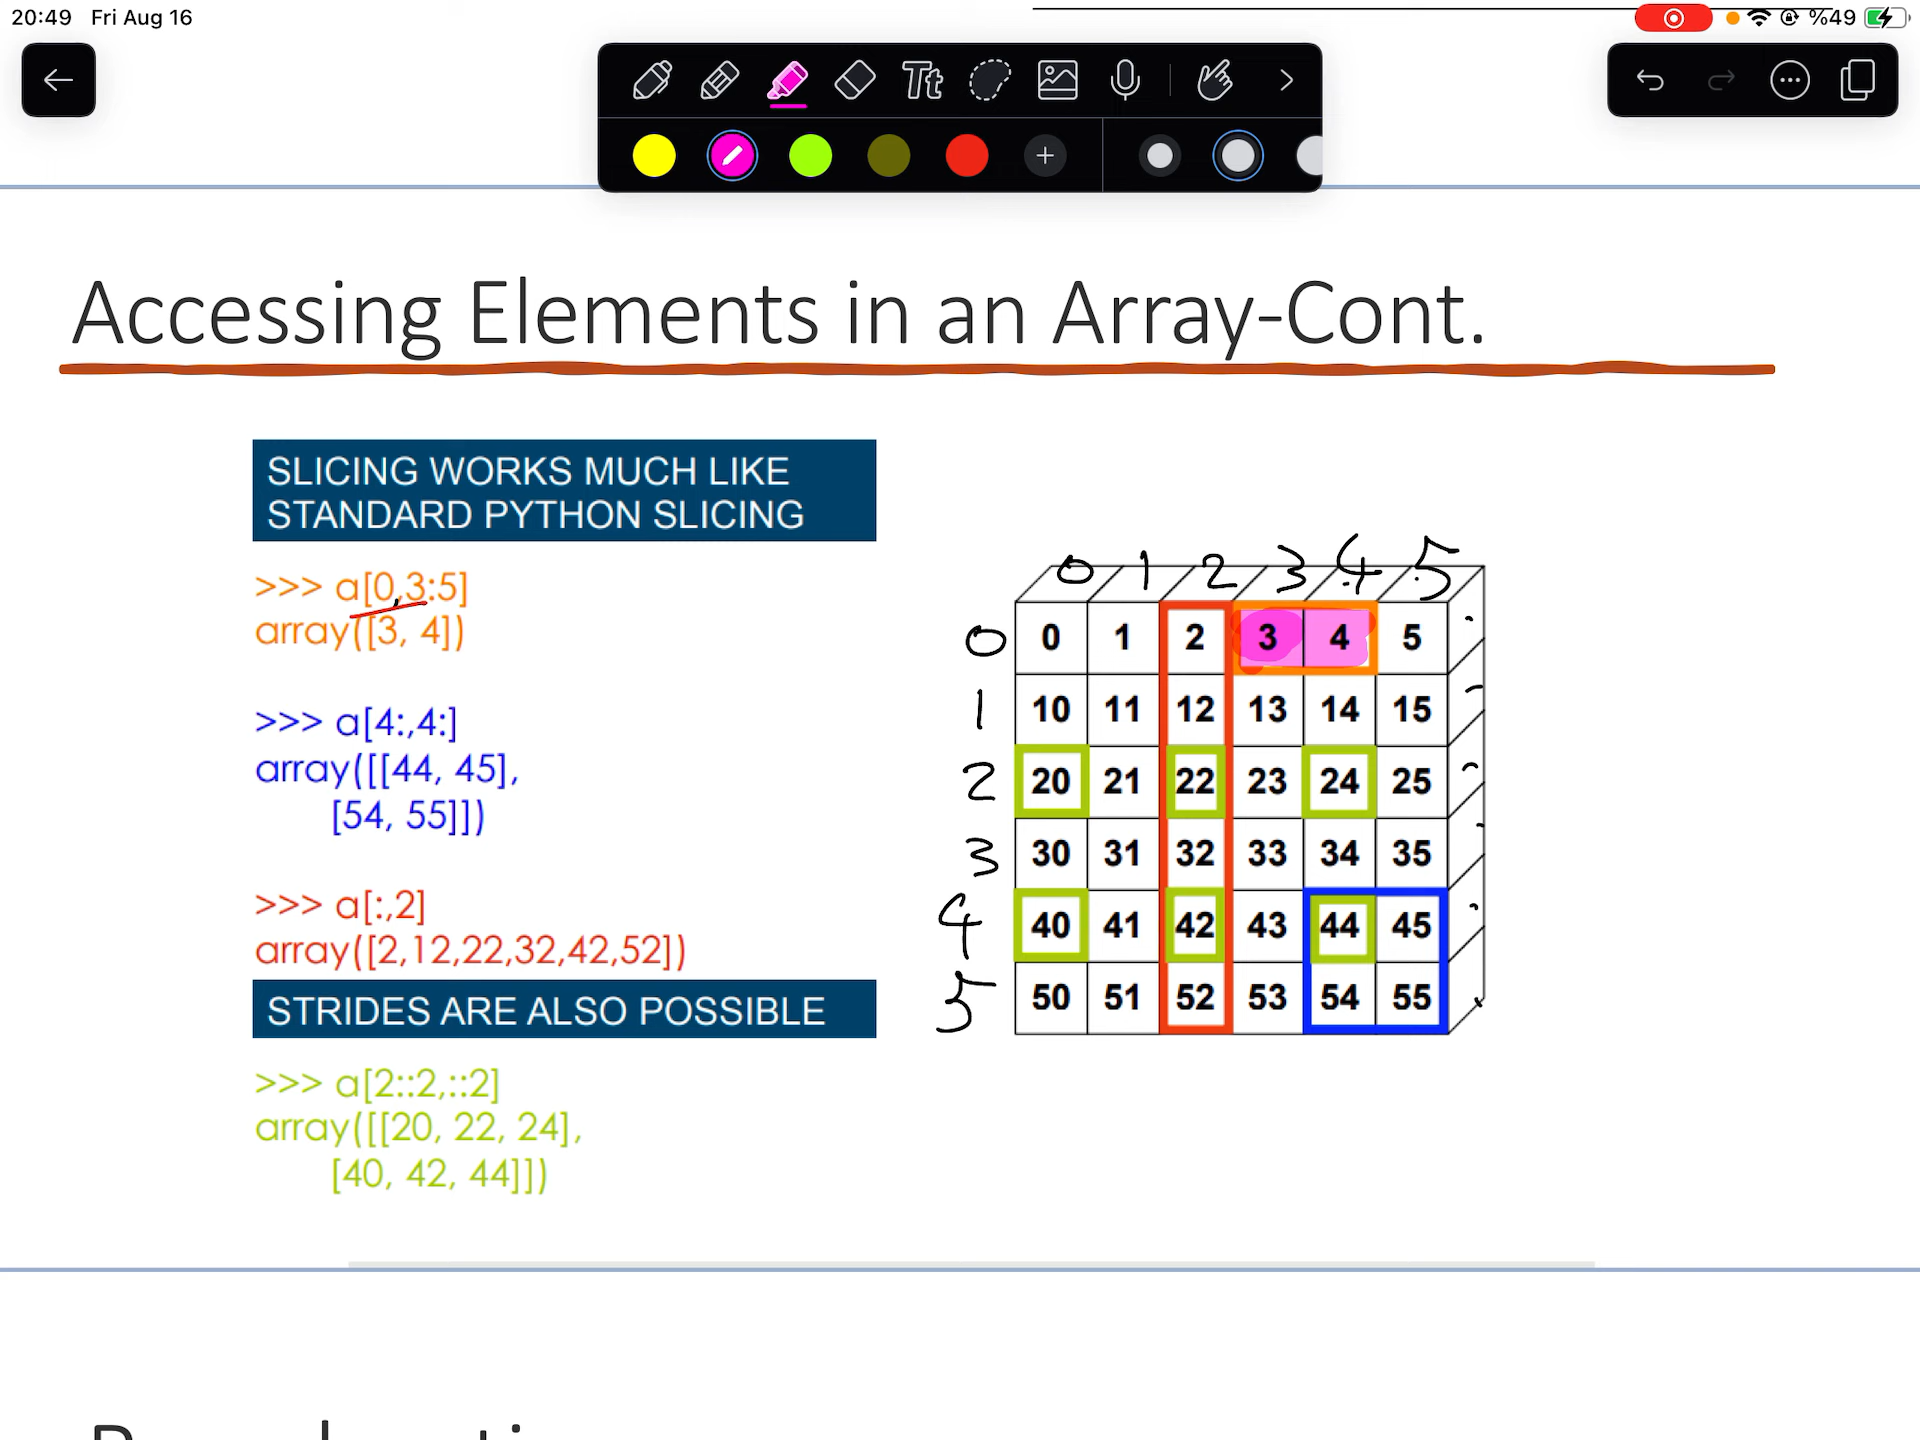 20:49 Fri Aug 16
%49
Tt
Accessing Elements in an Array-Cont.
SLICING WORKS MUCH LIKE
STANDARD PYTHON SLICING
>>> a[0,3:5]
array([3, 4])
>>> a[4:,4:]
array([[44, 45],
[54, 55]])
>>> a[:,2]
array([2,12,22,32,42,52])
STRIDES ARE ALSO POSSIBLE
>>> a[2::2,::2]
array([[20, 22, 24],
[40, 42, 44]])
0 1 2 3 4 5
0 0 1 2 3 4 5
1 10 11 12 13 14 15
2 20 21 22 23 24 25
3 30 31 32 33 34 35
4 40 41 42 43 44 45
5 50 51 52 53 54 55